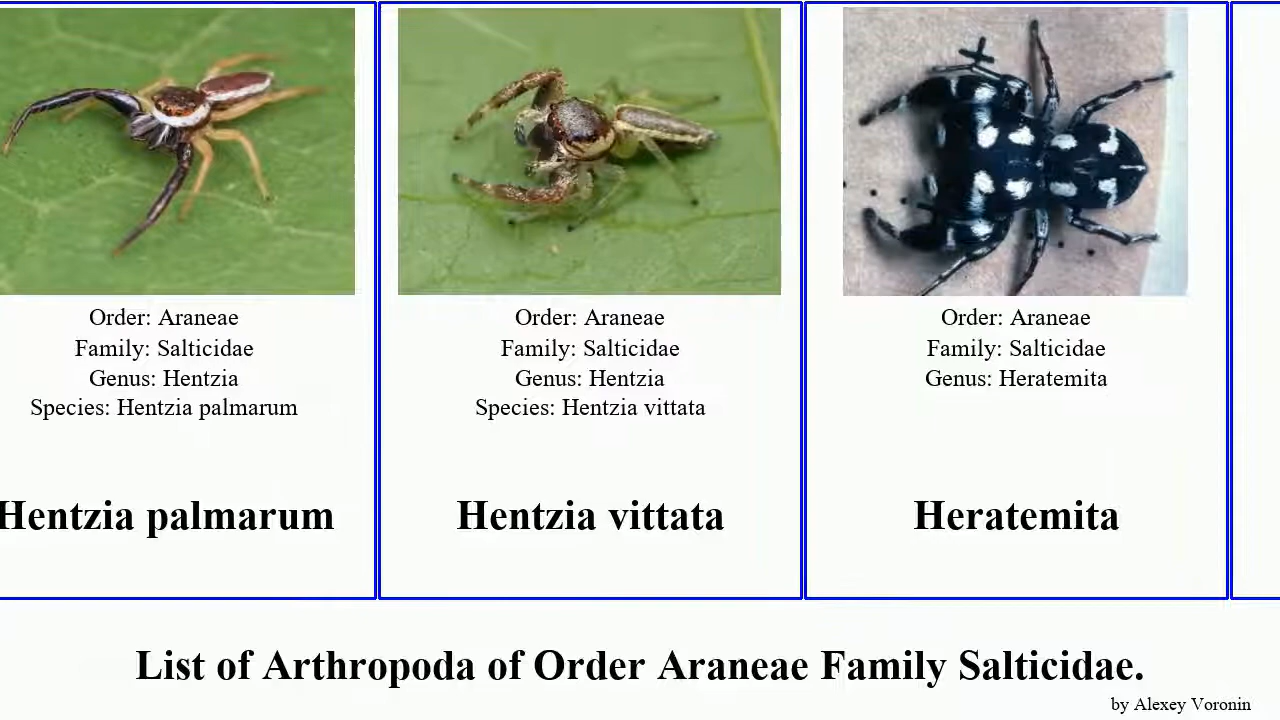 Order: Araneae
Family: Salticidae
Genus: Hentzia
Species: Hentzia palmarum
Hentzia palmarum
Order: Araneae
Family: Salticidae
Genus: Hentzia
Species: Hentzia vittata
Hentzia vittata
Order: Araneae
Family: Salticidae
Genus: Heratemita
Heratemita
List of Arthropoda of Order Araneae Family Salticidae.
by Alexey Voronin